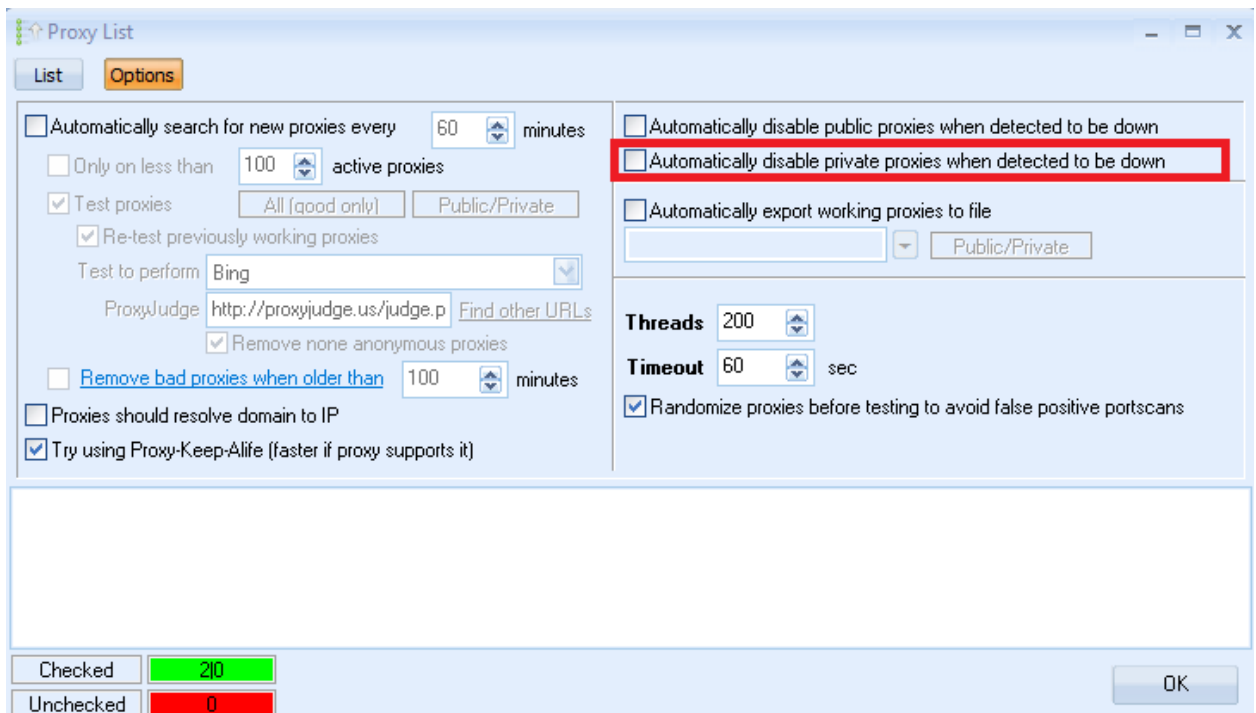 Proxy List
List Options
Automatically search for new proxies every 60 minutes
Only on less than 100 active proxies
Test proxies All (good only) Public/Private
Re-test previously working proxies
Test to perform Bing
ProxyJudge http://proxyjudge.us/judge.p Find other URLs
Remove none anonymous proxies
Remove bad proxies when older than 100 minutes
Proxies should resolve domain to IP
Try using Proxy-Keep-Alife (faster if proxy supports it)
Automatically disable public proxies when detected to be down
Automatically disable private proxies when detected to be down
Automatically export working proxies to file
Public/Private
Threads 200
Timeout 60 sec
Randomize proxies before testing to avoid false positive portscans
Checked 2|0
Unchecked 0
OK